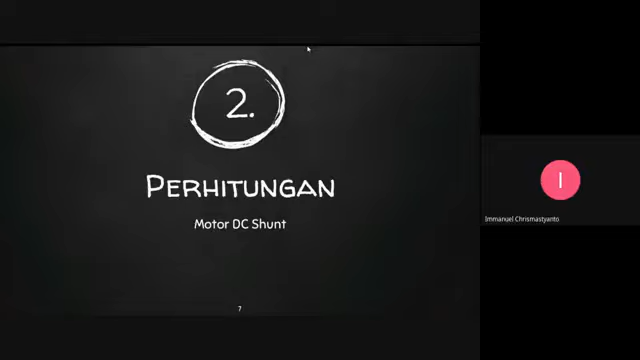 2.
PERHITUNGAN
Motor DC Shunt
7
I
Immanuel Chrismastyanto